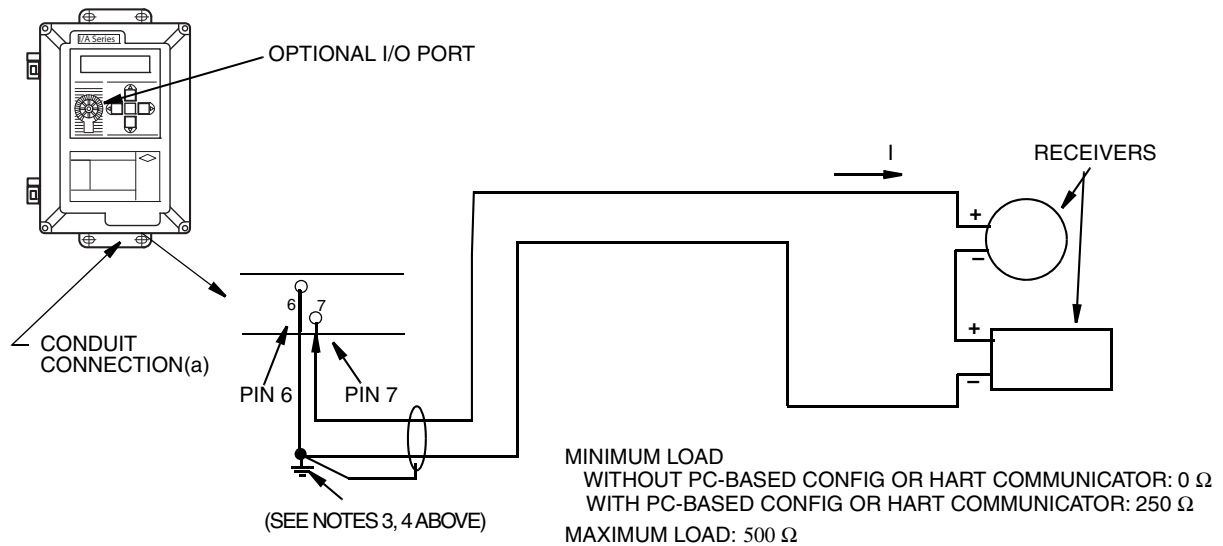 I/A Series
OPTIONAL I/O PORT
I
RECEIVERS
+
–
+
–
6 7
CONDUIT
CONNECTION(a)
PIN 6
PIN 7
(SEE NOTES 3, 4 ABOVE)
MINIMUM LOAD
WITHOUT PC-BASED CONFIG OR HART COMMUNICATOR: 0 Ω
WITH PC-BASED CONFIG OR HART COMMUNICATOR: 250 Ω
MAXIMUM LOAD: 500 Ω